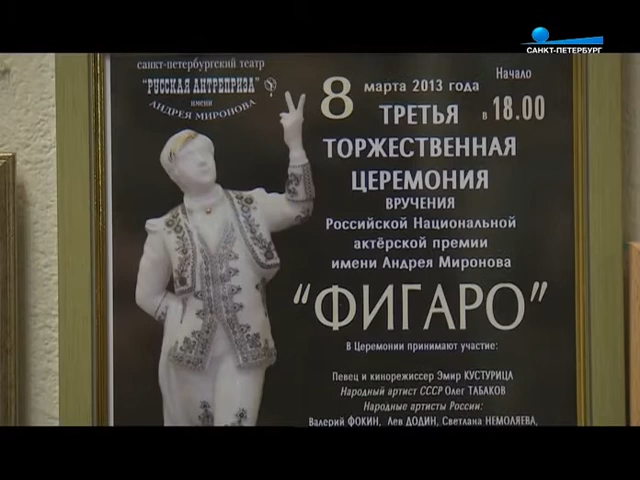 САНКТ-ПЕТЕРБУРГ
санкт-петербургский театр
"РУССКАЯ АНТРЕПРИЗА"
имени
АНДРЕЯ МИРОНОВА
8 марта 2013 года
Начало
в 18.00
ТРЕТЬЯ
ТОРЖЕСТВЕННАЯ
ЦЕРЕМОНИЯ
ВРУЧЕНИЯ
Российской Национальной
актёрской премии
имени Андрея Миронова
"ФИГАРО"
В Церемонии принимают участие:
Певец и кинорежиссер Эмир КУСТУРИЦА
Народный артист СССР Олег ТАБАКОВ
Народные артисты России:
Валерий ФОКИН, Лев ДОДИН, Светлана НЕМОЛЯЕВА,